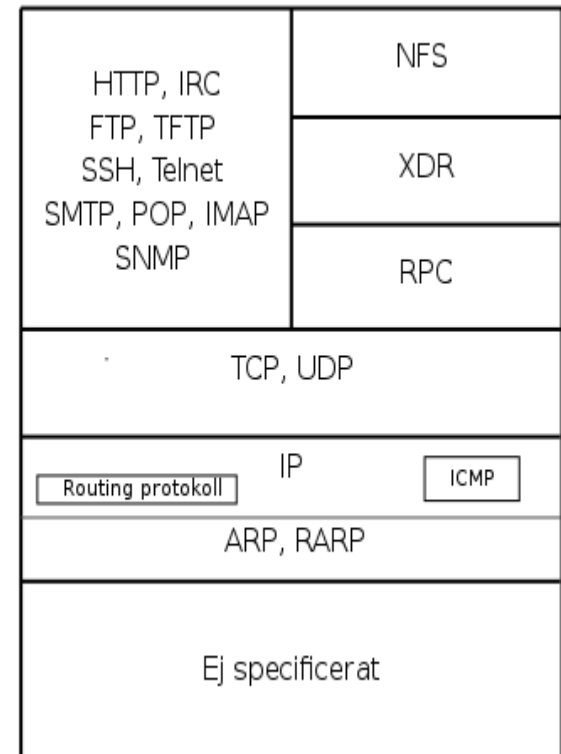 HTTP, IRC
FTP, TFTP
SSH, Telnet
SMTP, POP, IMAP
SNMP
NFS
XDR
RPC
TCP, UDP
IP
Routing protokoll
ICMP
ARP, RARP
Ej specificerat